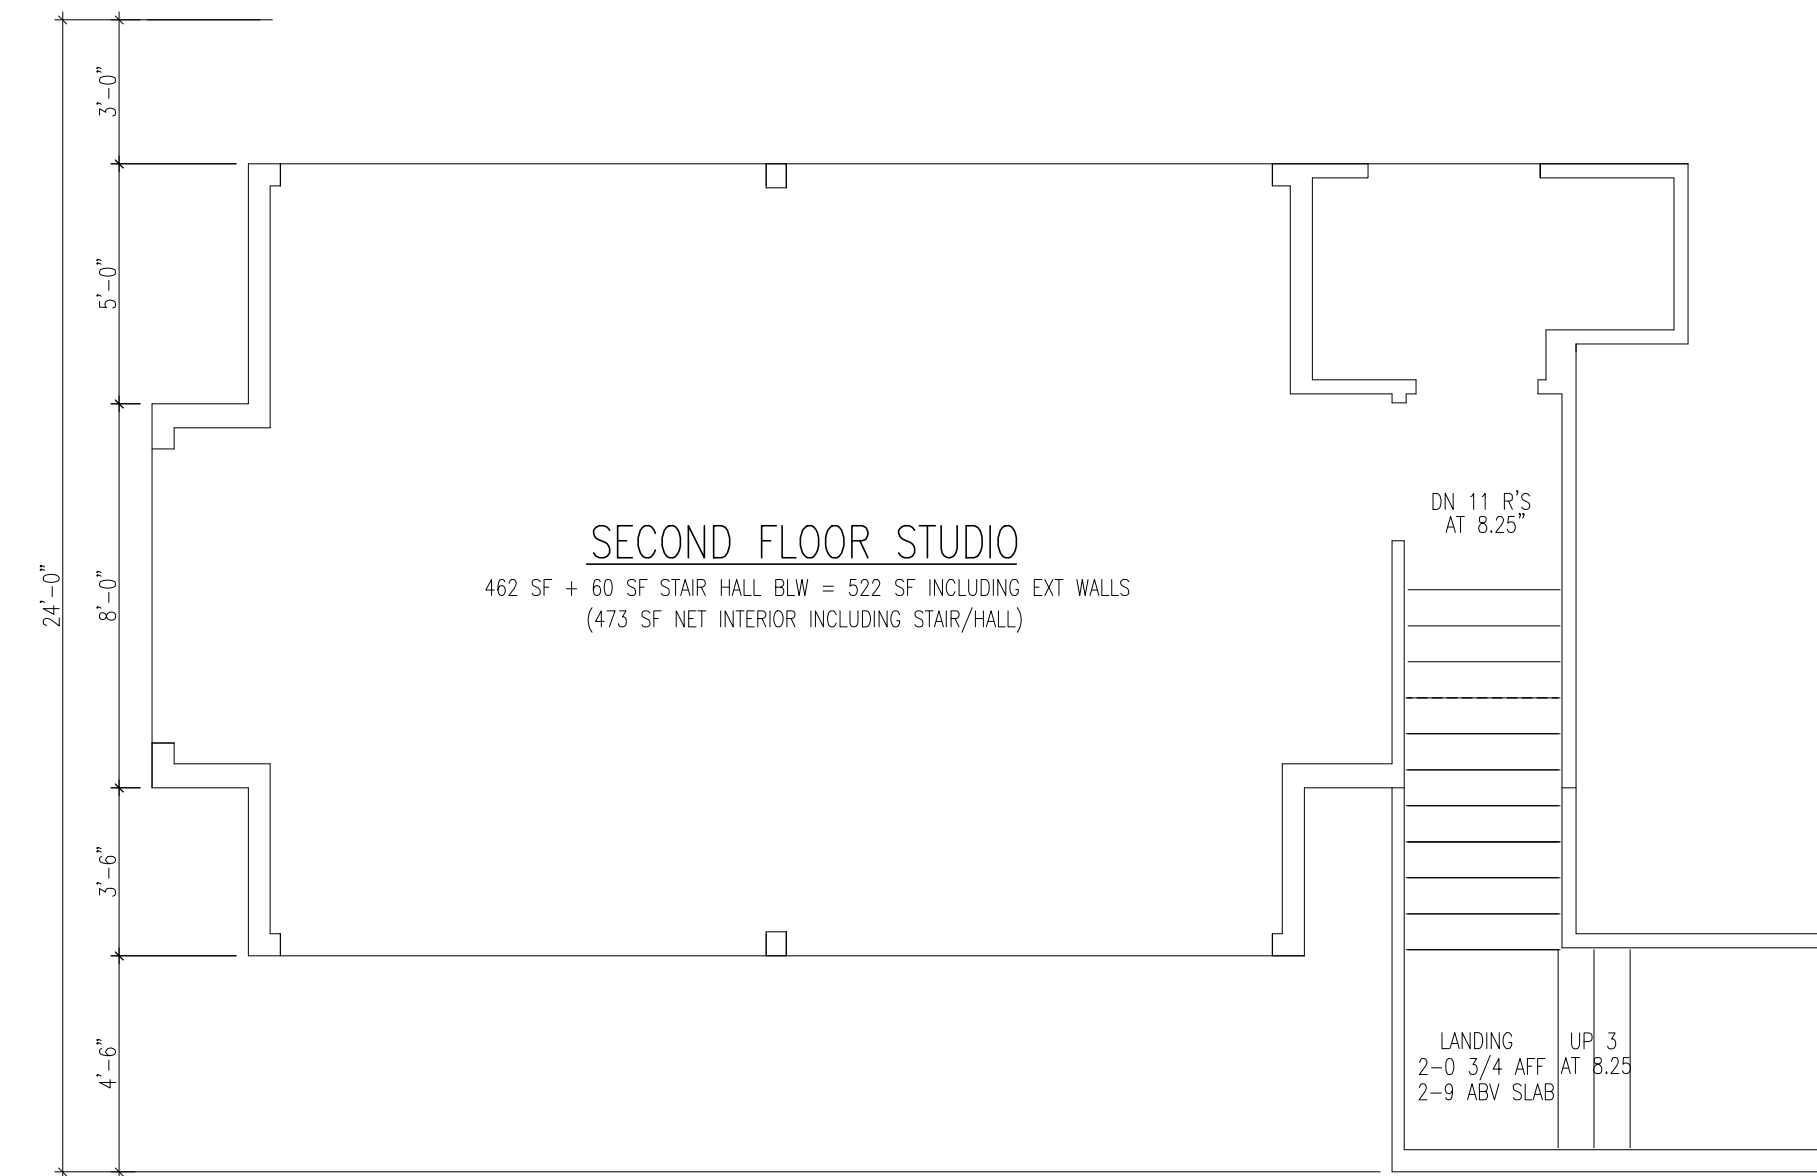 3'-0"
5'-0"
8'-0"
24'-0"
3'-6"
4'-6"
SECOND FLOOR STUDIO
462 SF + 60 SF STAIR HALL BLW = 522 SF INCLUDING EXT WALLS
(473 SF NET INTERIOR INCLUDING STAIR/HALL)
DN 11 R'S
AT 8.25"
LANDING
2-0 3/4 AFF
2-9 ABV SLAB
UP 3
AT 8.25